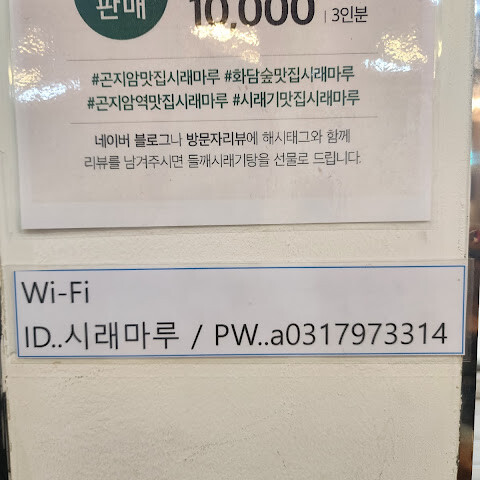 판매
10,000 | 3인분
#곤지암맛집시래마루 #화담숲맛집시래마루
#곤지암역맛집시래마루 #시래기맛집시래마루
네이버 블로그나 방문자리뷰에 해시태그와 함께
리뷰를 남겨주시면 들깨시래기탕을 선물로 드립니다.
Wi-Fi
ID..시래마루 / PW..a0317973314